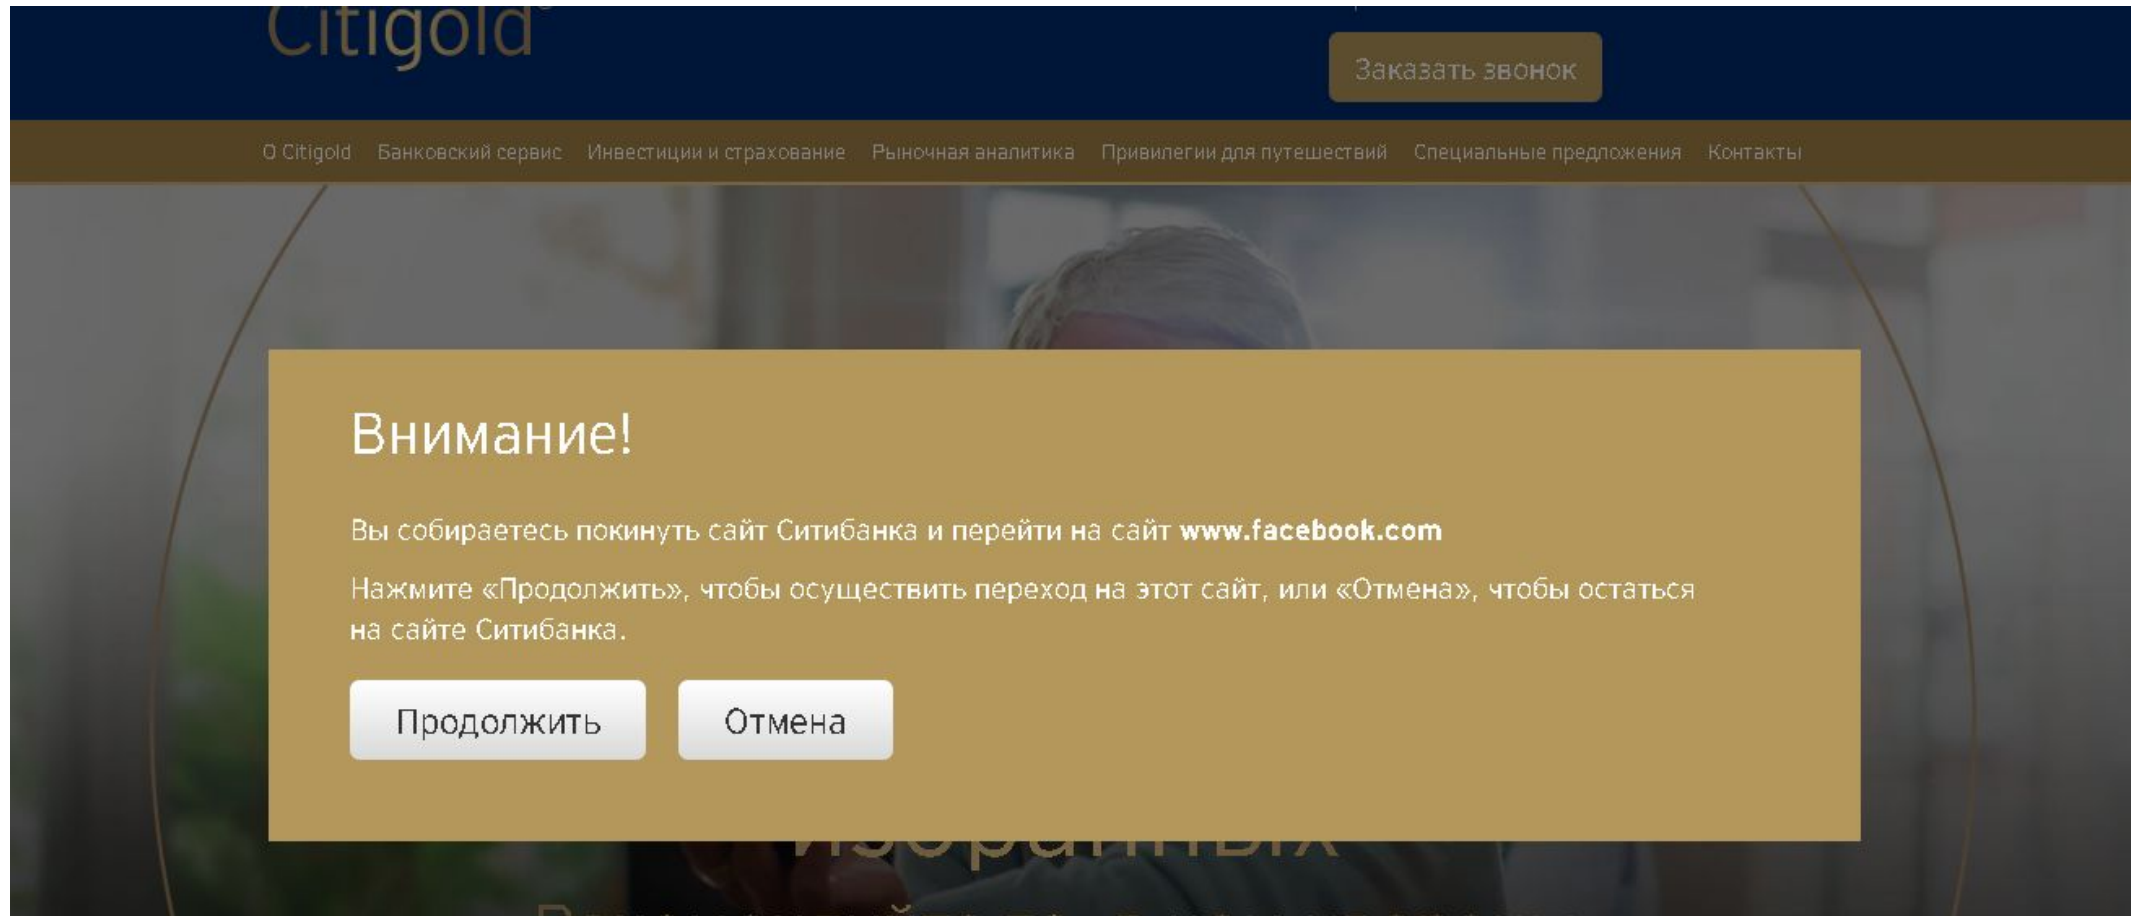 Citigold®
Заказать звонок
О Citigold Банковский сервис Инвестиции и страхование Рыночная аналитика Привилегии для путешествий Специальные предложения Контакты
Внимание!
Вы собираетесь покинуть сайт Ситибанка и перейти на сайт www.facebook.com
Нажмите «Продолжить», чтобы осуществить переход на этот сайт, или «Отмена», чтобы остаться
на сайте Ситибанка.
Продолжить Отмена
избранных